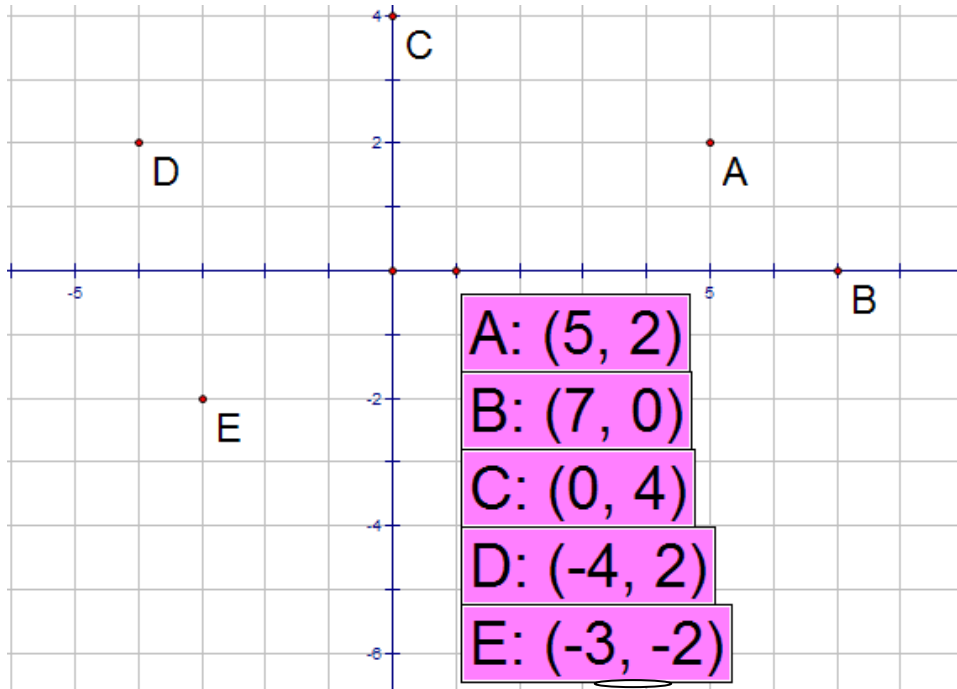 4
C
2
D
A
-5
5
B
A: (5, 2)
B: (7, 0)
-2
E
C: (0, 4)
-4
D: (-4, 2)
E: (-3, -2)
-6